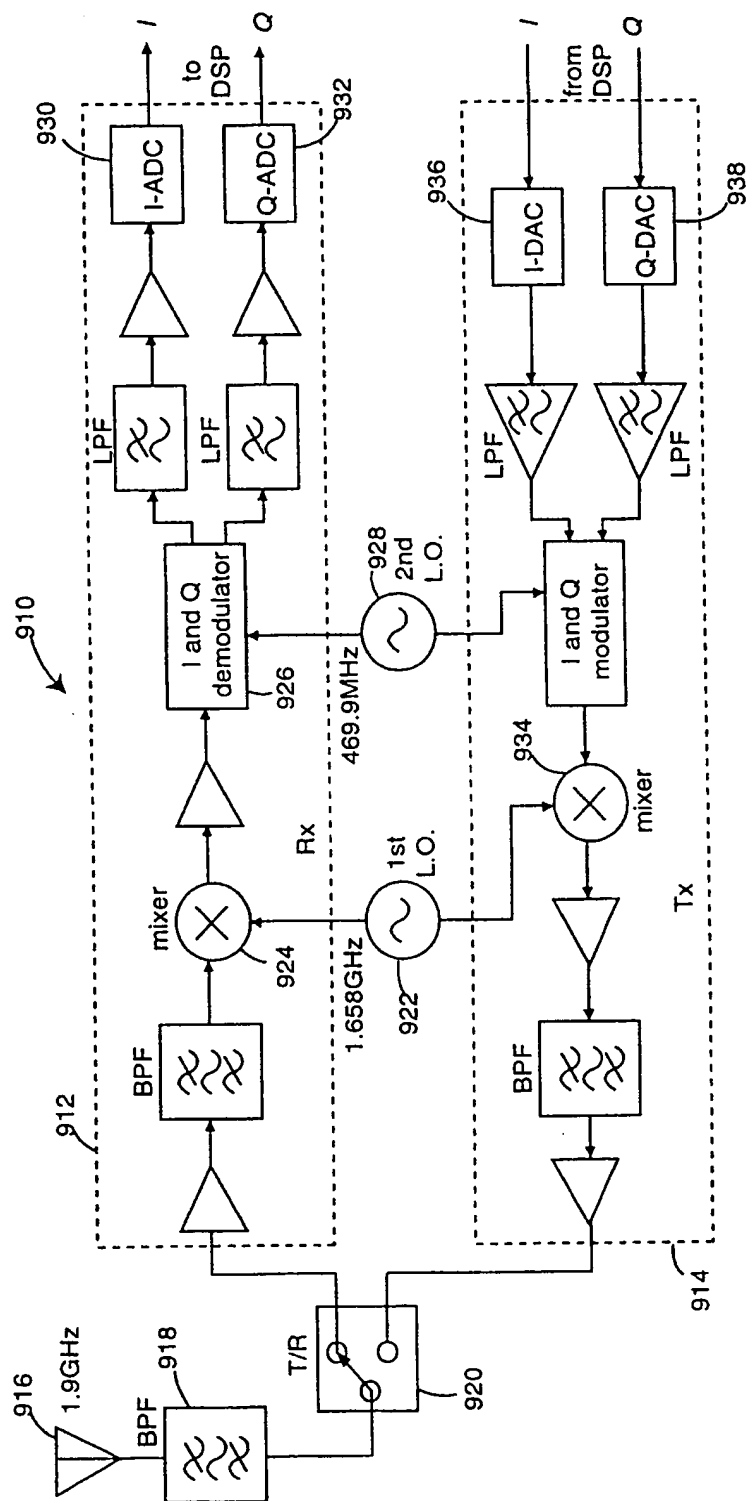 910
916
1.9GHz
BPF
918
T/R
920
912
BPF
mixer
924
Rx
I and Q
demodulator
926
LPF
LPF
930
I-ADC
Q-ADC
932
I
to
DSP
Q
1.658GHz
1st
L.O.
922
469.9MHz
928
2nd
L.O.
914
BPF
Tx
934
mixer
I and Q
modulator
LPF
LPF
936
I-DAC
Q-DAC
938
I
from
DSP
Q